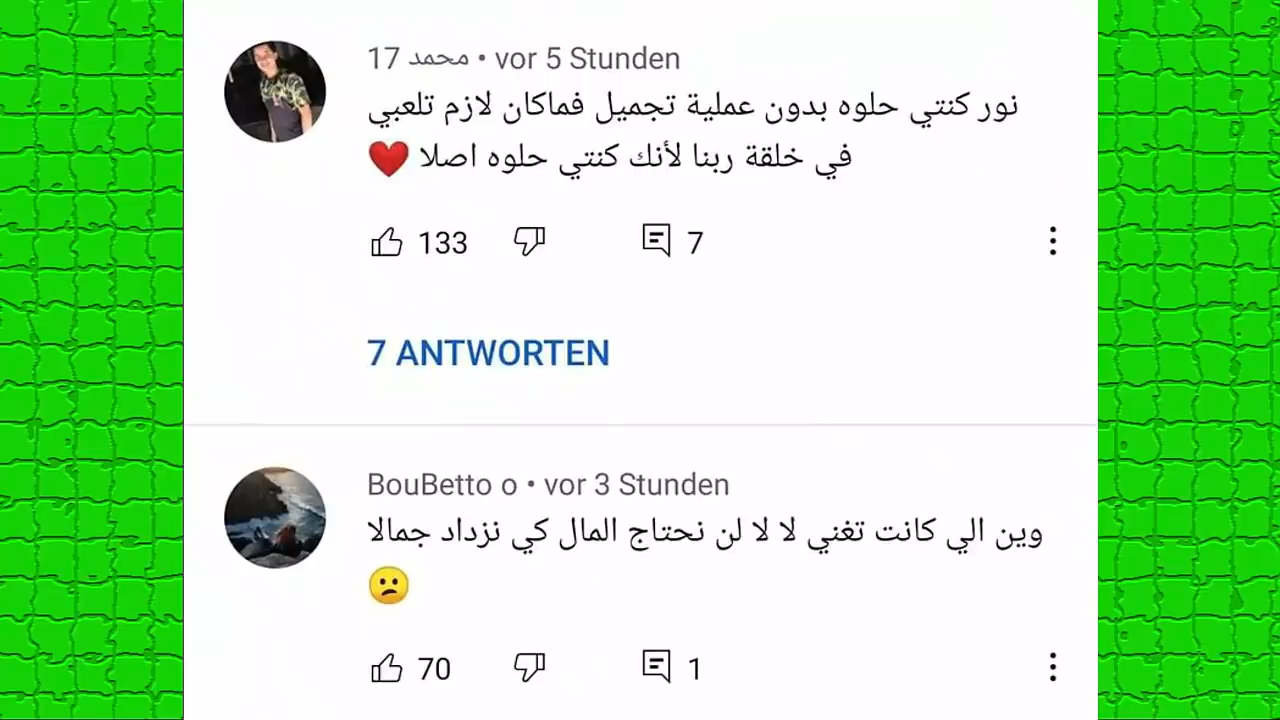 محمد 17 • vor 5 Stunden
نور كنتي حلوه بدون عملية تجميل فماكان لازم تلعبي
في خلقة ربنا لأنك كنتي حلوه اصلا ❤️
133 7
7 ANTWORTEN
BouBetto o • vor 3 Stunden
وين الي كانت تغني لا لا لن نحتاج المال كي نزداد جمالا
😕
70 1